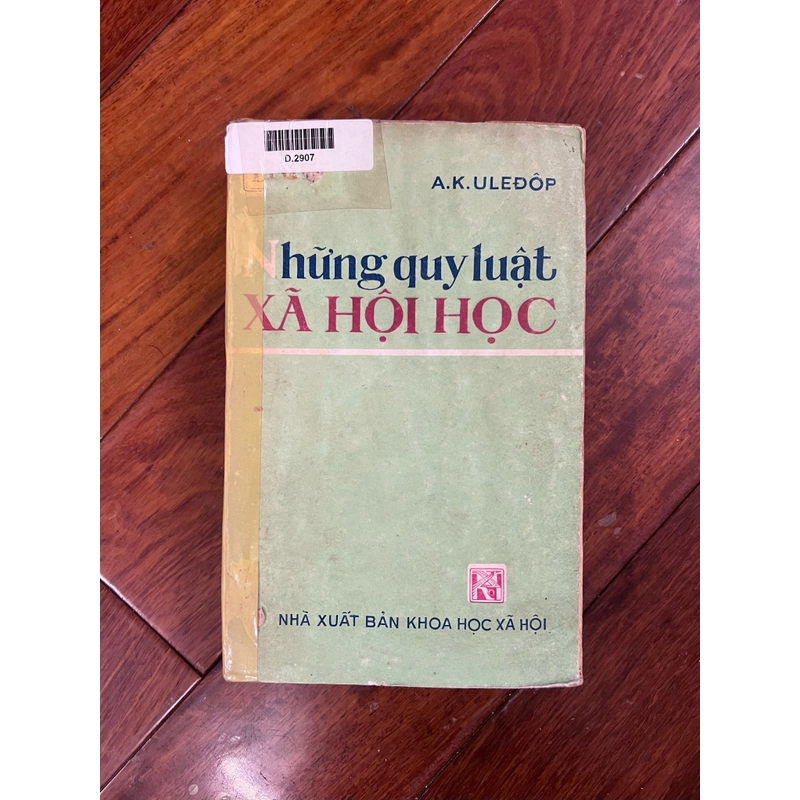 D.2907
A.K.ULEĐÔP
Những quy luật
XÃ HỘI HỌC
NHÀ XUẤT BẢN KHOA HỌC XÃ HỘI